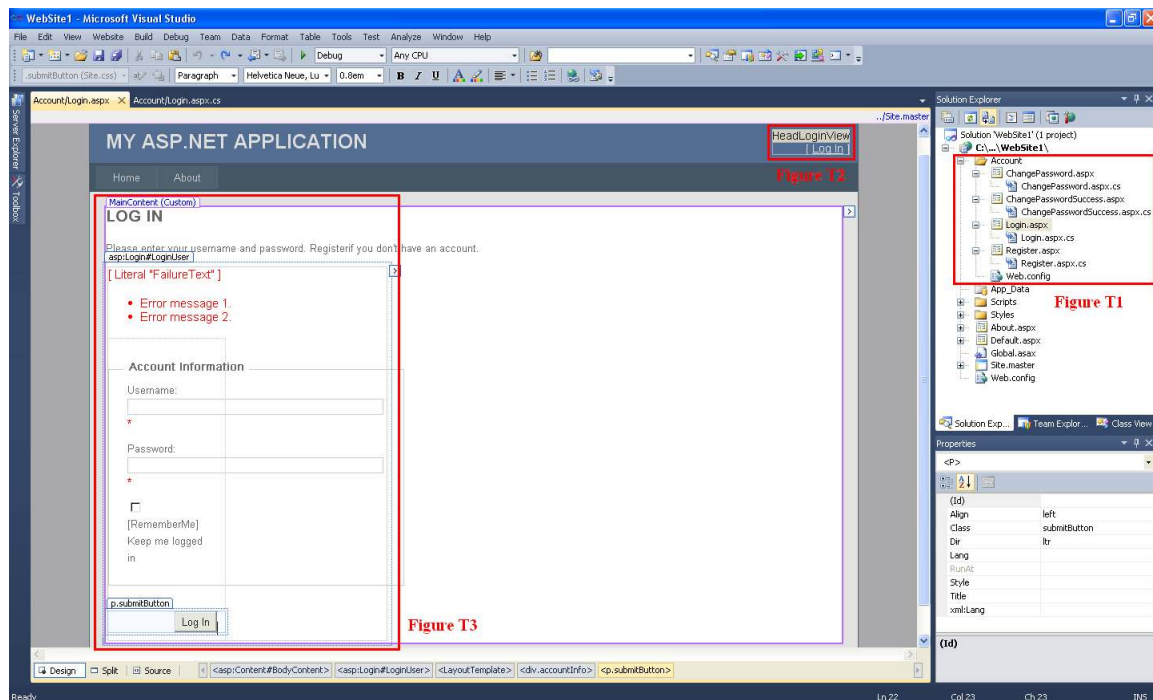 WebSite1 - Microsoft Visual Studio
File Edit View Website Build Debug Team Data Format Table Tools Test Analyze Window Help
Debug Any CPU
.submitButton (Site.css) Paragraph Helvetica Neue, Lu 0.8em B I U
Account/Login.aspx Account/Login.aspx.cs
../Site.master
Server Explorer
Toolbox
MY ASP.NET APPLICATION
HeadLoginView
[ Log In ]
Figure T2
Home About
MainContent (Custom)
LOG IN
Please enter your username and password. Registerif you don't have an account.
asp:Login#LoginUser
[ Literal "FailureText" ]
• Error message 1.
• Error message 2.
Account Information
Username:
*
Password:
*
[RememberMe]
Keep me logged
in
p.submitButton
Log In
Figure T3
Design Split Source <asp:Content#BodyContent> <asp:Login#LoginUser> <LayoutTemplate> <div.accountInfo> <p.submitButton>
Solution Explorer
Solution 'WebSite1' (1 project)
C:\...\WebSite1\
Account
ChangePassword.aspx
ChangePassword.aspx.cs
ChangePasswordSuccess.aspx
ChangePasswordSuccess.aspx.cs
Login.aspx
Login.aspx.cs
Register.aspx
Register.aspx.cs
Web.config
App_Data
Scripts
Figure T1
Styles
About.aspx
Default.aspx
Global.asax
Site.master
Web.config
Solution Exp... Team Explor... Class View
Properties
<P>
(Id)
Align left
Class submitButton
Dir ltr
Lang
RunAt
Style
Title
xml:Lang
(Id)
Ready Ln 22 Col 23 Ch 23 INS